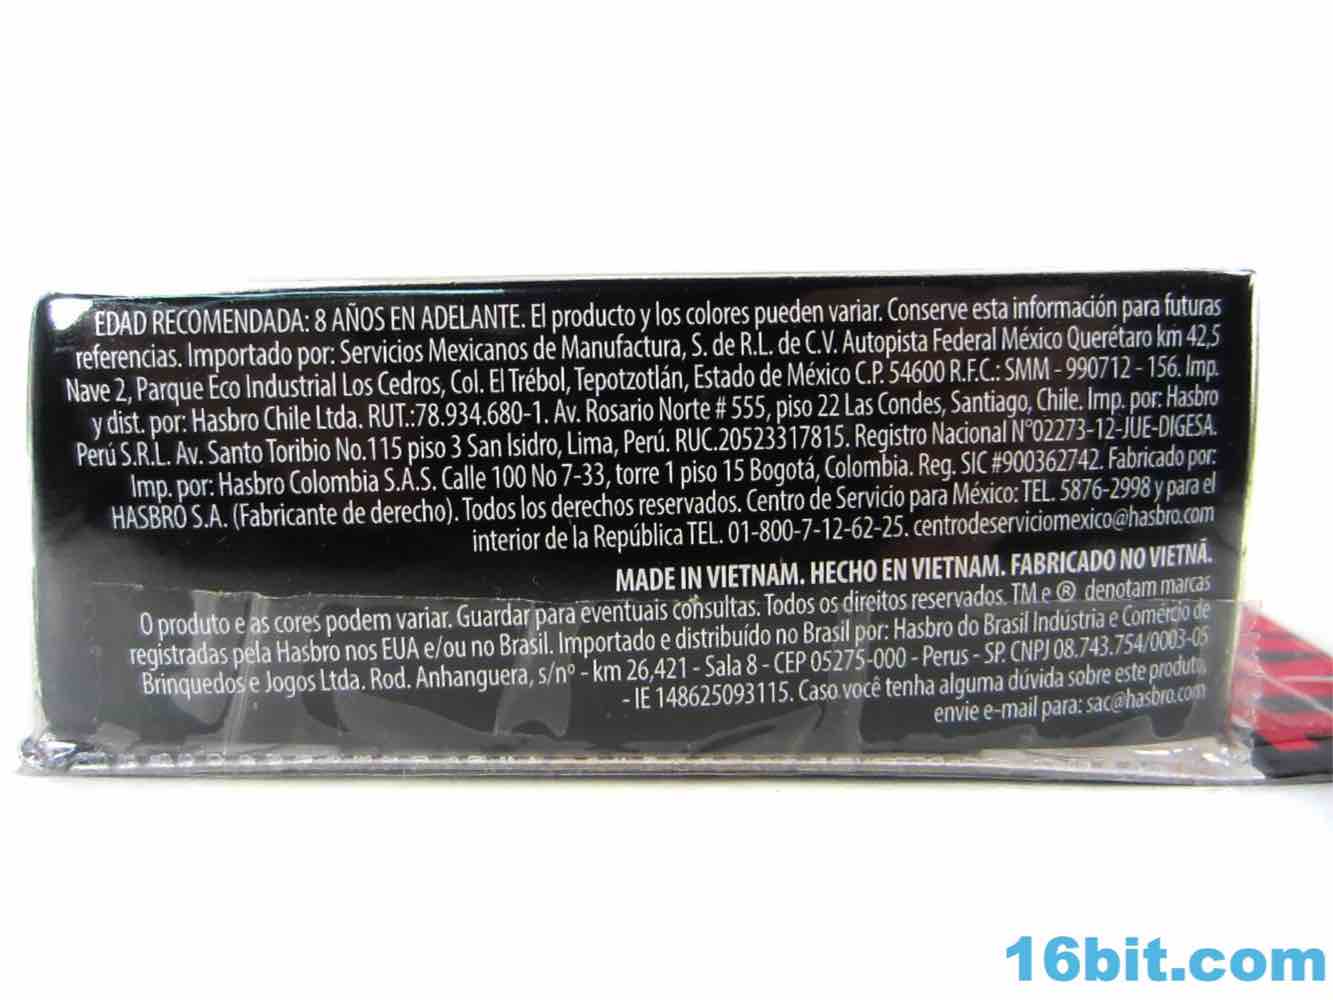 EDAD RECOMENDADA: 8 AÑOS EN ADELANTE. El producto y los colores pueden variar. Conserve esta información para futuras
referencias. Importado por: Servicios Mexicanos de Manufactura, S. de R.L. de C.V. Autopista Federal México Querétaro km 42,5
Nave 2, Parque Eco Industrial Los Cedros, Col. El Trébol, Tepotzotlán, Estado de México C.P. 54600 R.F.C.: SMM - 990712 - 156. Imp.
y dist. por: Hasbro Chile Ltda. RUT.:78.934.680-1. Av. Rosario Norte # 555, piso 22 Las Condes, Santiago, Chile. Imp. por: Hasbro
Perú S.R.L. Av. Santo Toribio No.115 piso 3 San Isidro, Lima, Perú. RUC.20523317815. Registro Nacional N°02273-12-JUE-DIGESA.
Imp. por: Hasbro Colombia S.A.S. Calle 100 No 7-33, torre 1 piso 15 Bogotá, Colombia. Reg. SIC #900362742. Fabricado por:
HASBRO S.A. (Fabricante de derecho). Todos los derechos reservados. Centro de Servicio para México: TEL. 5876-2998 y para el
interior de la República TEL. 01-800-7-12-62-25. centrodeserviciomexico@hasbro.com
MADE IN VIETNAM. HECHO EN VIETNAM. FABRICADO NO VIETNÃ.
O produto e as cores podem variar. Guardar para eventuais consultas. Todos os direitos reservados. TM e ® denotam marcas
registradas pela Hasbro nos EUA e/ou no Brasil. Importado e distribuído no Brasil por: Hasbro do Brasil Indústria e Comércio de
Brinquedos e Jogos Ltda. Rod. Anhanguera, s/nº - km 26,421 - Sala 8 - CEP 05275-000 - Perus - SP. CNPJ 08.743.754/0003-05
- IE 148625093115. Caso você tenha alguma dúvida sobre este produto,
envie e-mail para: sac@hasbro.com
16bit.com